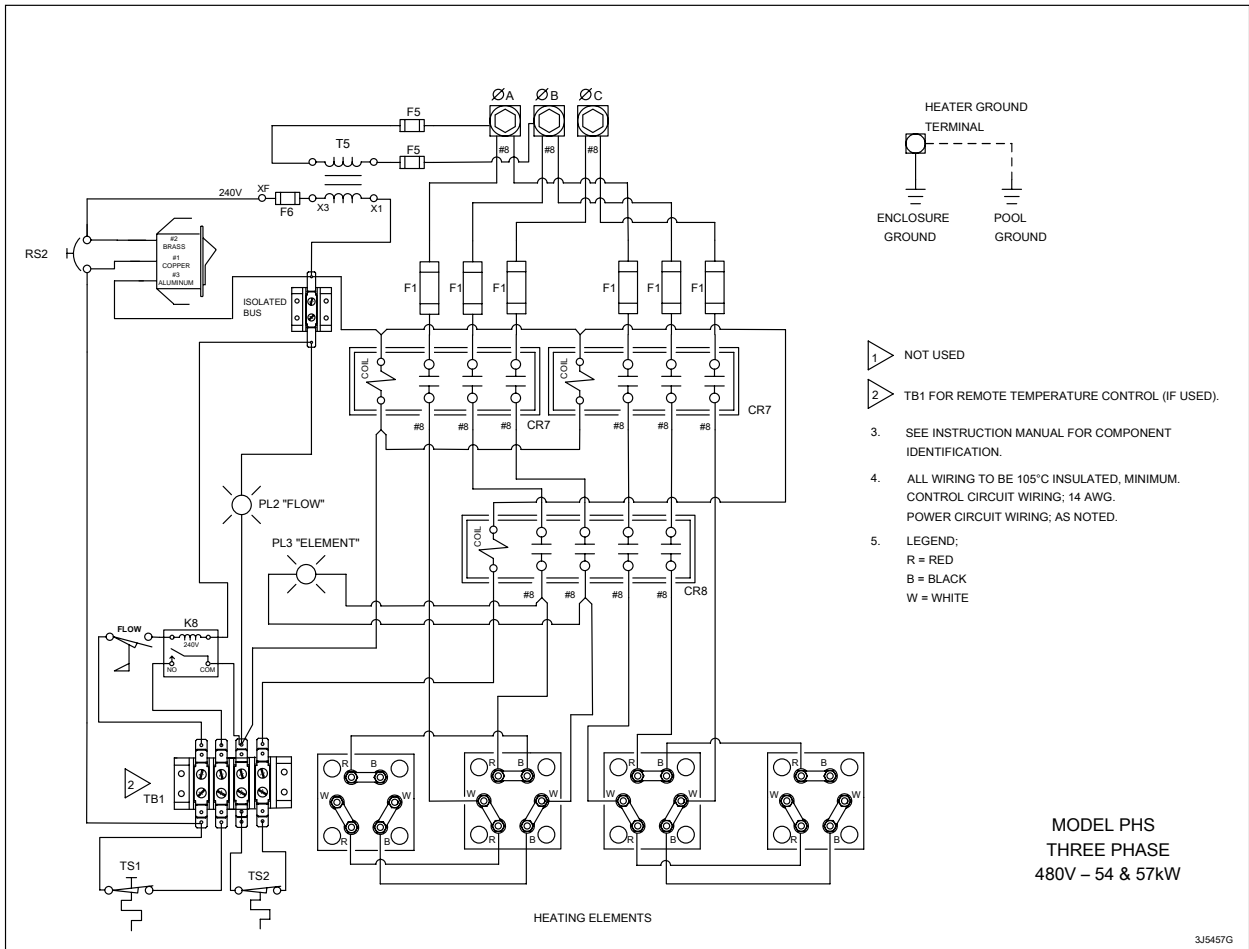 ØA ØB ØC
F5
F5
T5
#8 #8 #8
240V
XF
F6
X3
X1
RS2
#2
BRASS
#1
COPPER
#3
ALUMINUM
ISOLATED
BUS
F1 F1 F1 F1 F1 F1
COIL
COIL
CR7
CR7
#8 #8 #8 #8 #8
PL2 "FLOW"
PL3 "ELEMENT"
COIL
CR8
#8 #8 #8 #8
FLOW
K8
240V
NO COM
2
TB1
TS1
TS2
R B
W W
R B
R B
W W
R B
R B
W W
R B
R B
W W
R B
HEATING ELEMENTS
HEATER GROUND
TERMINAL
ENCLOSURE
GROUND
POOL
GROUND
1 NOT USED
2 TB1 FOR REMOTE TEMPERATURE CONTROL (IF USED).
3. SEE INSTRUCTION MANUAL FOR COMPONENT
IDENTIFICATION.
4. ALL WIRING TO BE 105°C INSULATED, MINIMUM.
CONTROL CIRCUIT WIRING; 14 AWG.
POWER CIRCUIT WIRING; AS NOTED.
5. LEGEND;
R = RED
B = BLACK
W = WHITE
MODEL PHS
THREE PHASE
480V – 54 & 57kW
3J5457G